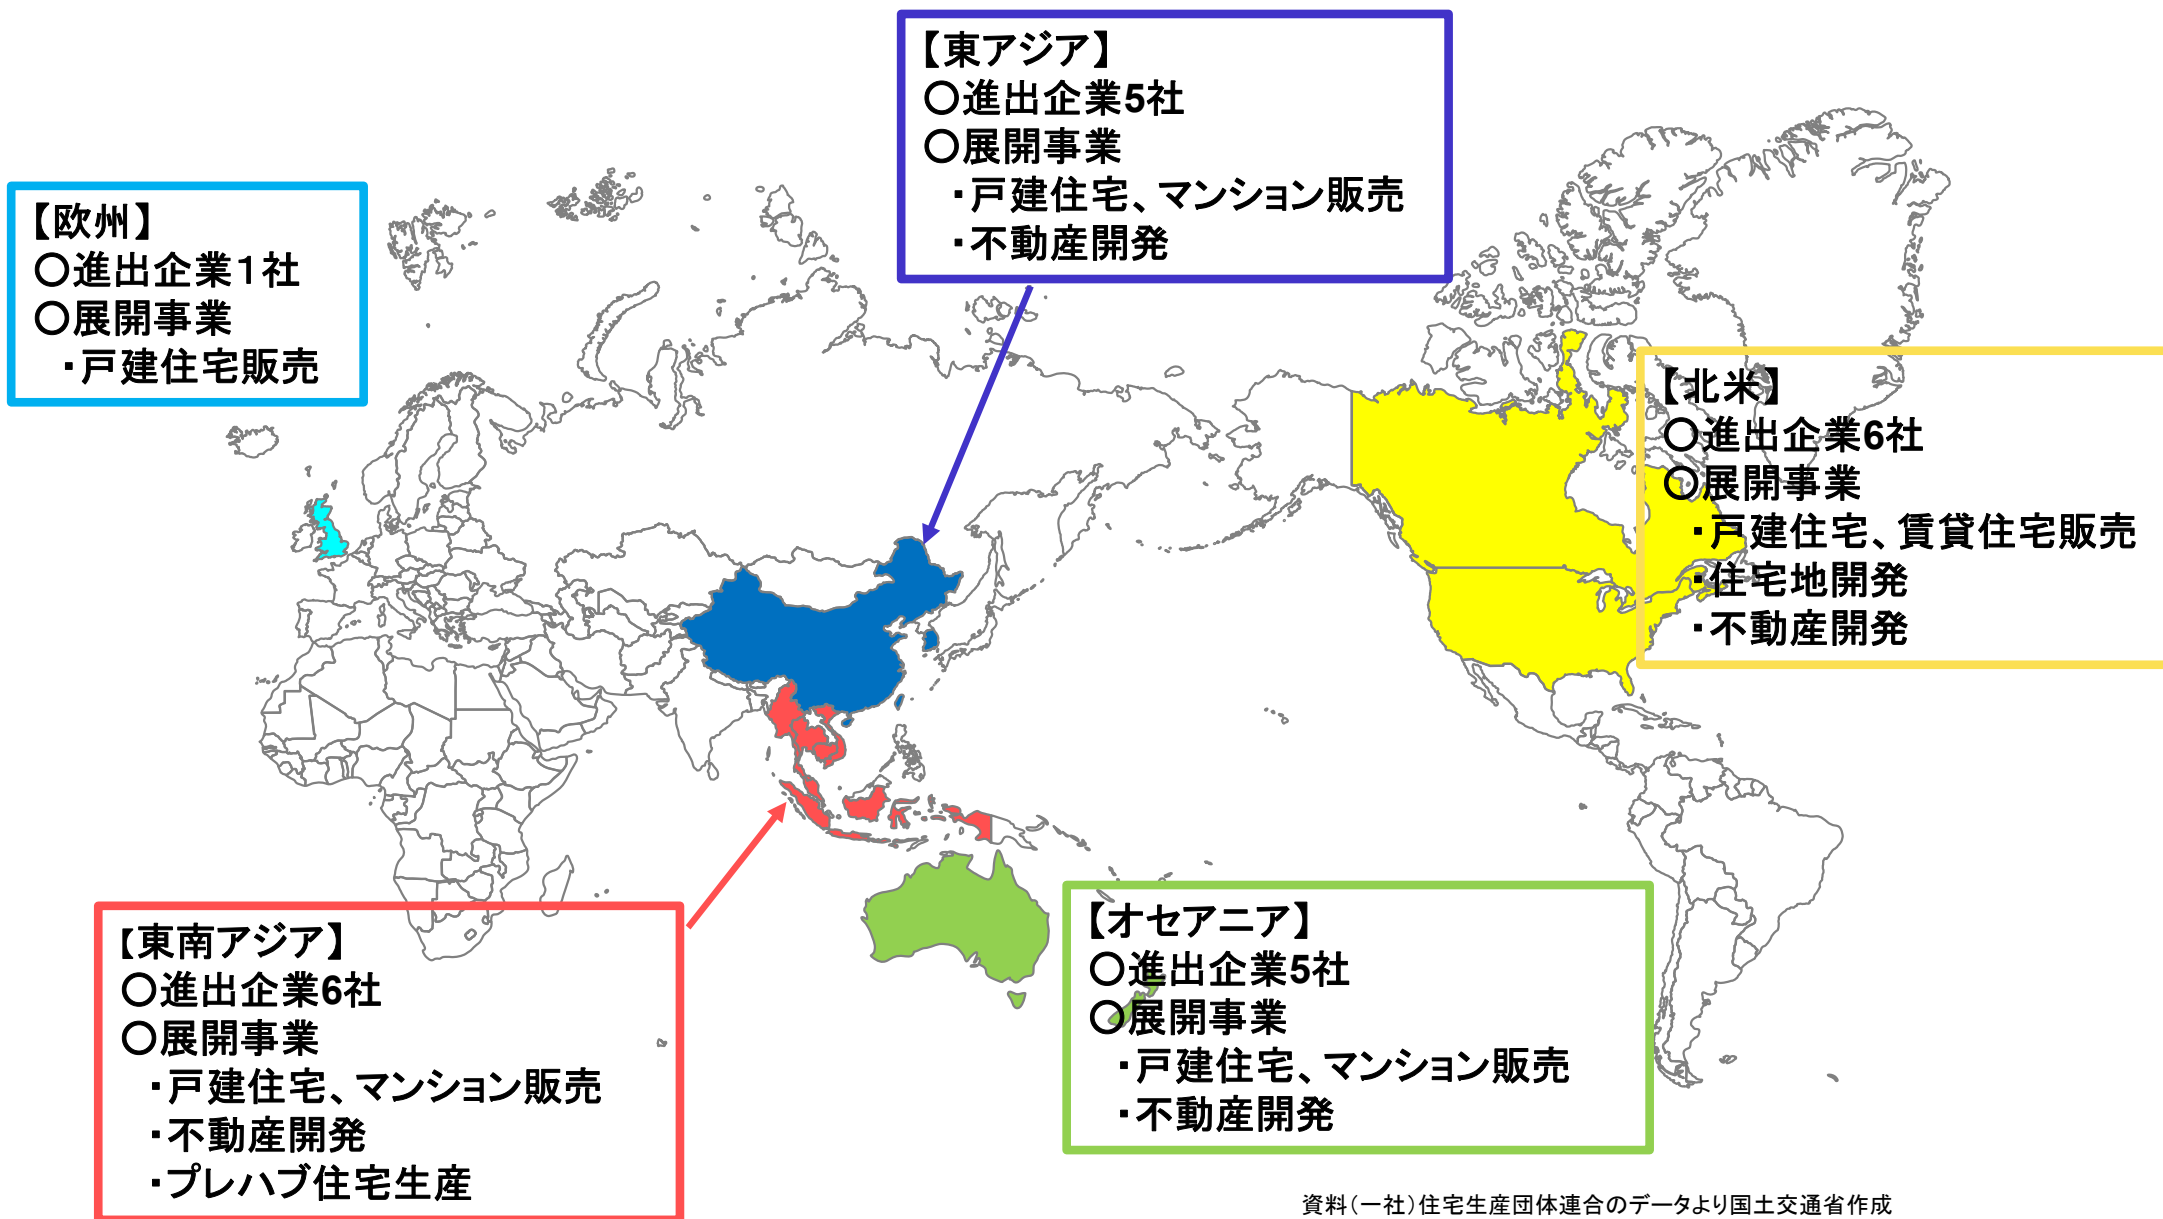 【東アジア】
○進出企業5社
○展開事業
・戸建住宅、マンション販売
・不動産開発
【欧州】
○進出企業１社
○展開事業
・戸建住宅販売
【北米】
○進出企業6社
○展開事業
・戸建住宅、賃貸住宅販売
・住宅地開発
・不動産開発
【東南アジア】
○進出企業6社
○展開事業
・戸建住宅、マンション販売
・不動産開発
・プレハブ住宅生産
【オセアニア】
○進出企業5社
○展開事業
・戸建住宅、マンション販売
・不動産開発
資料（一社）住宅生産団体連合のデータより国土交通省作成